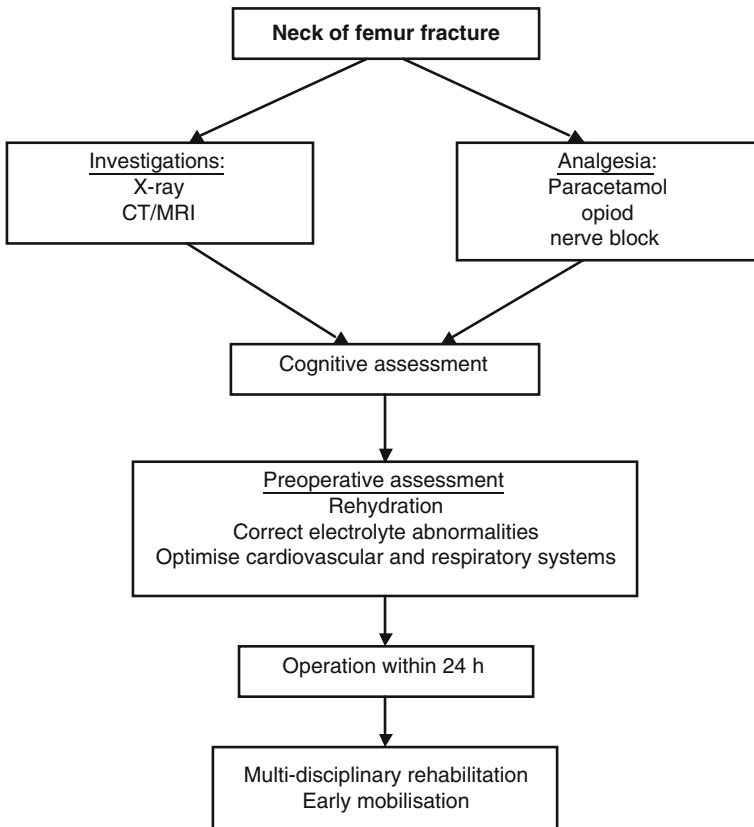 Neck of femur fracture
Investigations:
X-ray
CT/MRI
Analgesia:
Paracetamol
opiod
nerve block
Cognitive assessment
Preoperative assessment
Rehydration
Correct electrolyte abnormalities
Optimise cardiovascular and respiratory systems
Operation within 24 h
Multi-disciplinary rehabilitation
Early mobilisation